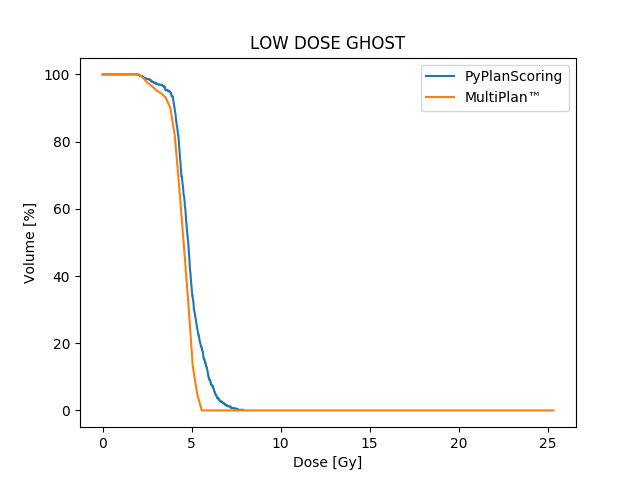 LOW DOSE GHOST
PyPlanScoring
MultiPlan™
100
80
60
40
20
0
Volume [%]
0 5 10 15 20 25
Dose [Gy]